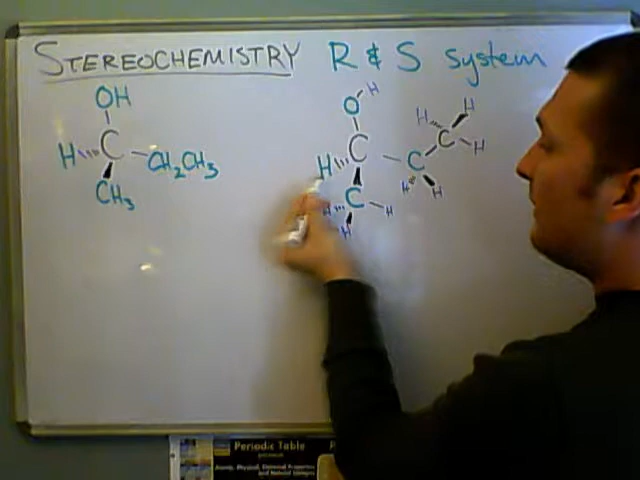 STEREOCHEMISTRY R & S system
OH
H C CH2CH3
CH3
H
O
H C C C H H H
H H
H C H
H
Periodic Table